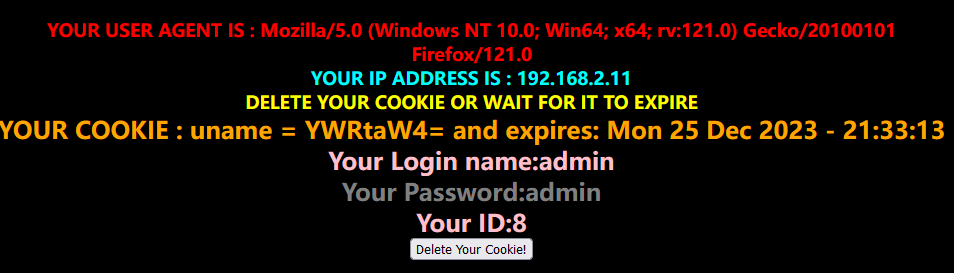 YOUR USER AGENT IS : Mozilla/5.0 (Windows NT 10.0; Win64; x64; rv:121.0) Gecko/20100101
Firefox/121.0
YOUR IP ADDRESS IS : 192.168.2.11
DELETE YOUR COOKIE OR WAIT FOR IT TO EXPIRE
YOUR COOKIE : uname = YWRtaW4= and expires: Mon 25 Dec 2023 - 21:33:13
Your Login name:admin
Your Password:admin
Your ID:8
Delete Your Cookie!